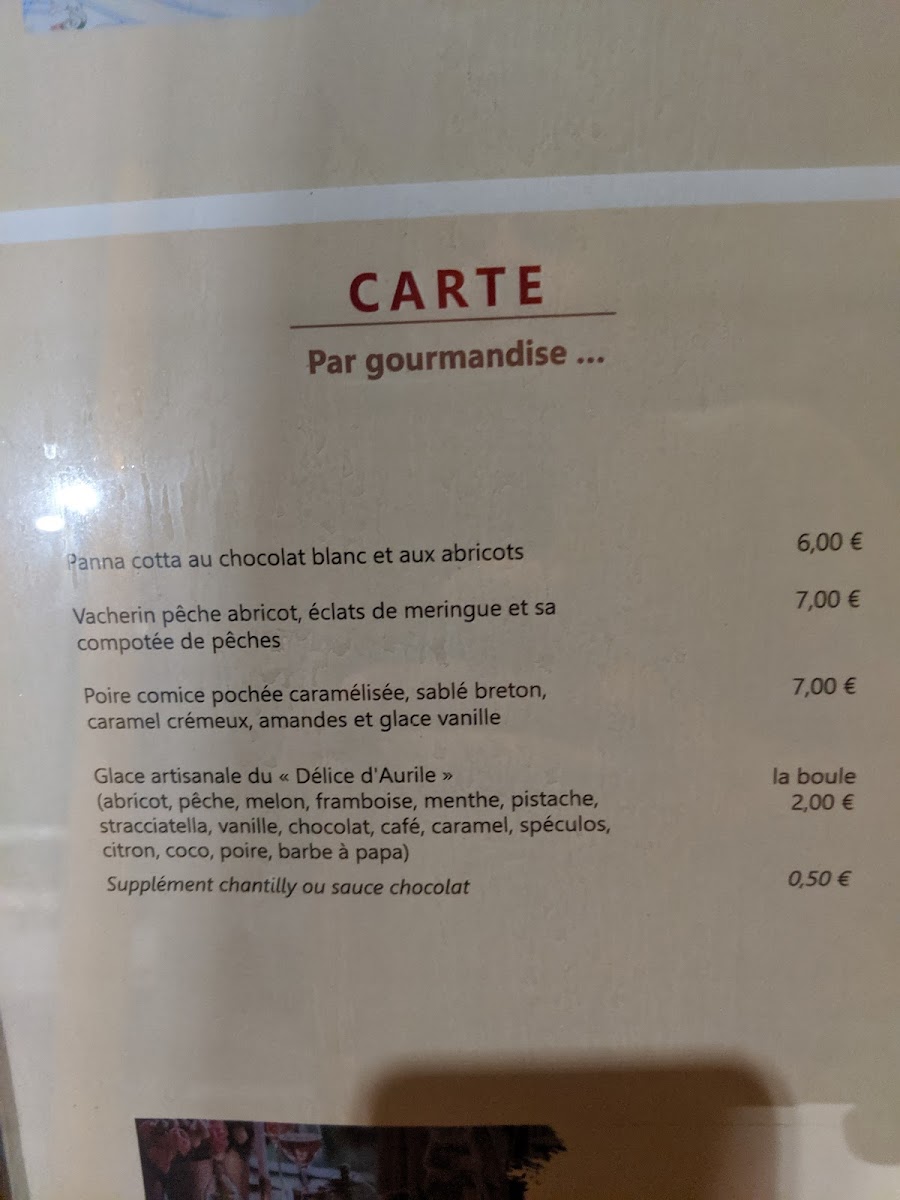 CARTE
Par gourmandise ...
Panna cotta au chocolat blanc et aux abricots 6,00 €
Vacherin pêche abricot, éclats de meringue et sa 7,00 €
compotée de pêches
Poire comice pochée caramélisée, sablé breton, 7,00 €
caramel crémeux, amandes et glace vanille
Glace artisanale du « Délice d'Aurile » la boule
(abricot, pêche, melon, framboise, menthe, pistache, 2,00 €
stracciatella, vanille, chocolat, café, caramel, spéculos,
citron, coco, poire, barbe à papa)
Supplément chantilly ou sauce chocolat 0,50 €